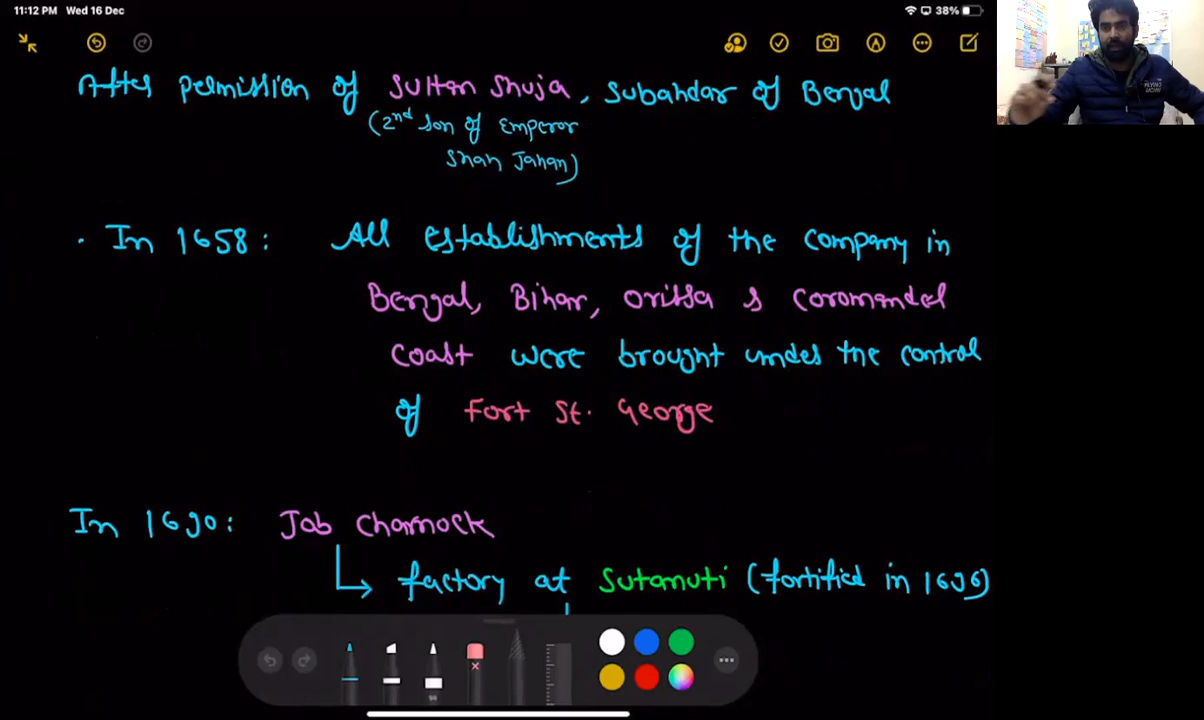 11:12 PM Wed 16 Dec
38%
After permission of Sultan Shuja, Subahdar of Bengal
(2nd son of Emperor
Shah Jahan)
· In 1658: All establishments of the company in
Bengal, Bihar, Orissa & Coromandel
Coast were brought under the control
of Fort St. George
In 1690: Job Charnock
↳ factory at Sutanuti (fortified in 1696)